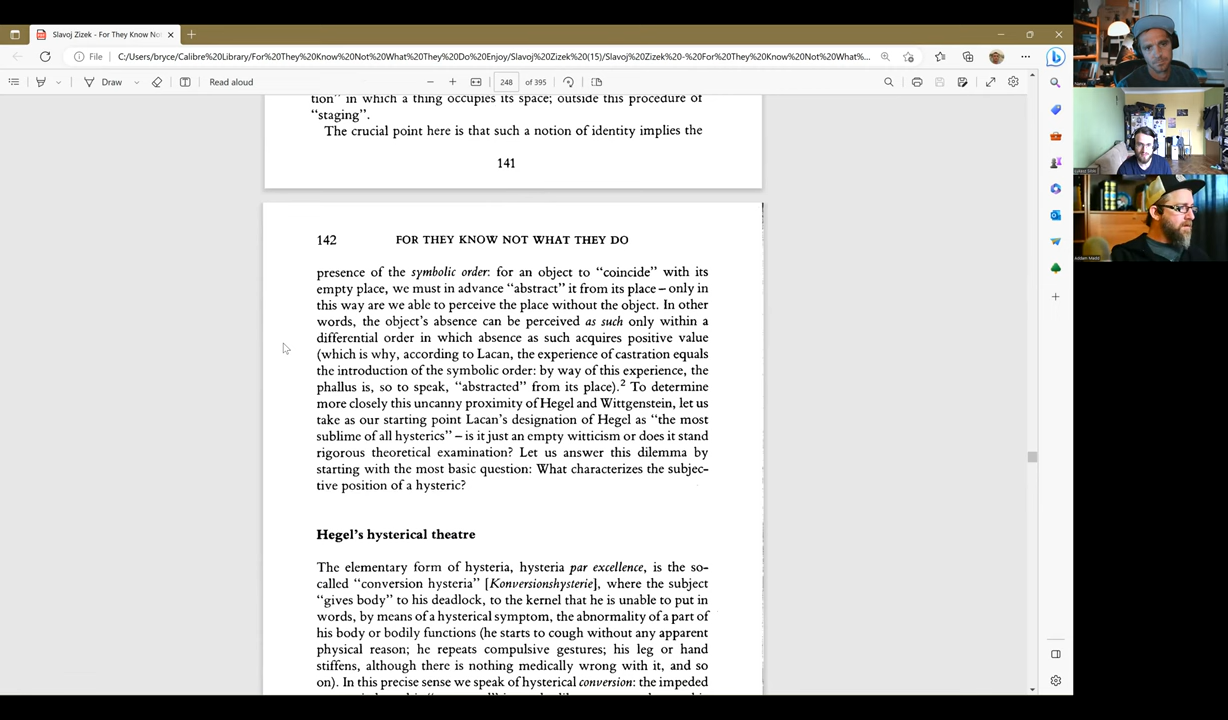 Slavoj Zizek - For They Know Not
File
C:/Users/bryce/Calibre%20Library/For%20They%20Know%20Not%20What%20They%20Do%20Enjoy/Slavoj%20Zizek%20(15)/Slavoj%20Zizek%20-%20For%20They%20Know%20Not%20What%...
Draw
Read aloud
248 of 395
tion” in which a thing occupies its space; outside this procedure of
“staging”.
The crucial point here is that such a notion of identity implies the
141
142 FOR THEY KNOW NOT WHAT THEY DO
presence of the symbolic order: for an object to “coincide” with its
empty place, we must in advance “abstract” it from its place – only in
this way are we able to perceive the place without the object. In other
words, the object’s absence can be perceived as such only within a
differential order in which absence as such acquires positive value
(which is why, according to Lacan, the experience of castration equals
the introduction of the symbolic order: by way of this experience, the
phallus is, so to speak, “abstracted” from its place).2 To determine
more closely this uncanny proximity of Hegel and Wittgenstein, let us
take as our starting point Lacan’s designation of Hegel as “the most
sublime of all hysterics” – is it just an empty witticism or does it stand
rigorous theoretical examination? Let us answer this dilemma by
starting with the most basic question: What characterizes the subjec-
tive position of a hysteric?
Hegel’s hysterical theatre
The elementary form of hysteria, hysteria par excellence, is the so-
called “conversion hysteria” [Konversionshysterie], where the subject
“gives body” to his deadlock, to the kernel that he is unable to put in
words, by means of a hysterical symptom, the abnormality of a part of
his body or bodily functions (he starts to cough without any apparent
physical reason; he repeats compulsive gestures; his leg or hand
stiffens, although there is nothing medically wrong with it, and so
on). In this precise sense we speak of hysterical conversion: the impeded